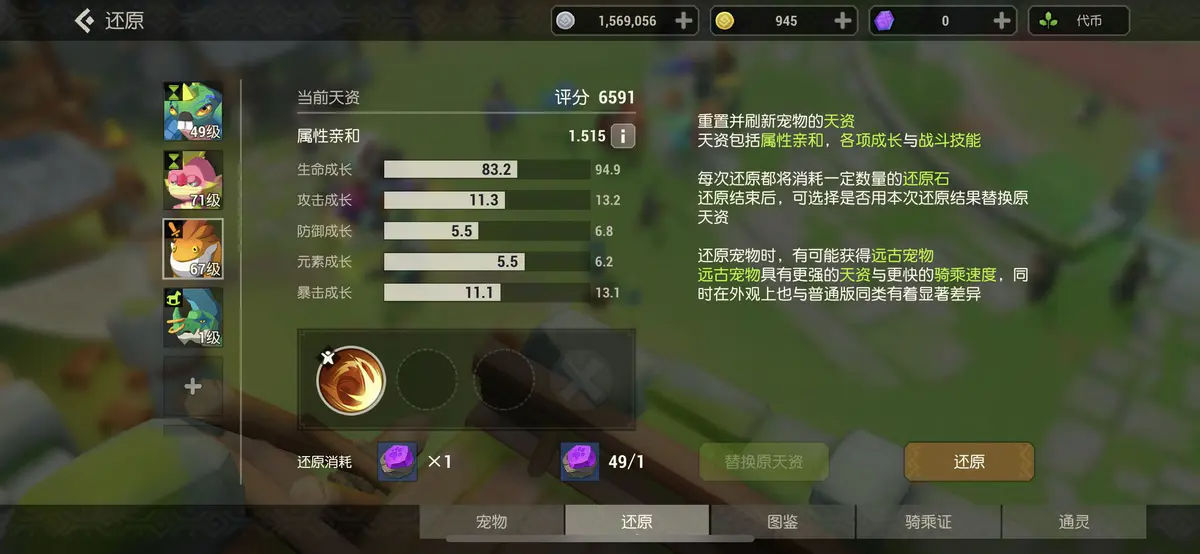 还原
1,569,056
945
0
代币
49级
71级
67级
1级
当前天资 评分 6591
属性亲和 1.515
生命成长 83.2 94.9
攻击成长 11.3 13.2
防御成长 5.5 6.8
元素成长 5.5 6.2
暴击成长 11.1 13.1
重置并刷新宠物的天资
天资包括属性亲和，各项成长与战斗技能
每次还原都将消耗一定数量的还原石
还原结束后，可选择是否用本次还原结果替换原
天资
还原宠物时，有可能获得远古宠物
远古宠物具有更强的天资与更快的骑乘速度，同
时在外观上也与普通版同类有着显著差异
还原消耗 ×1 49/1
替换原天资
还原
宠物
还原
图鉴
骑乘证
通灵